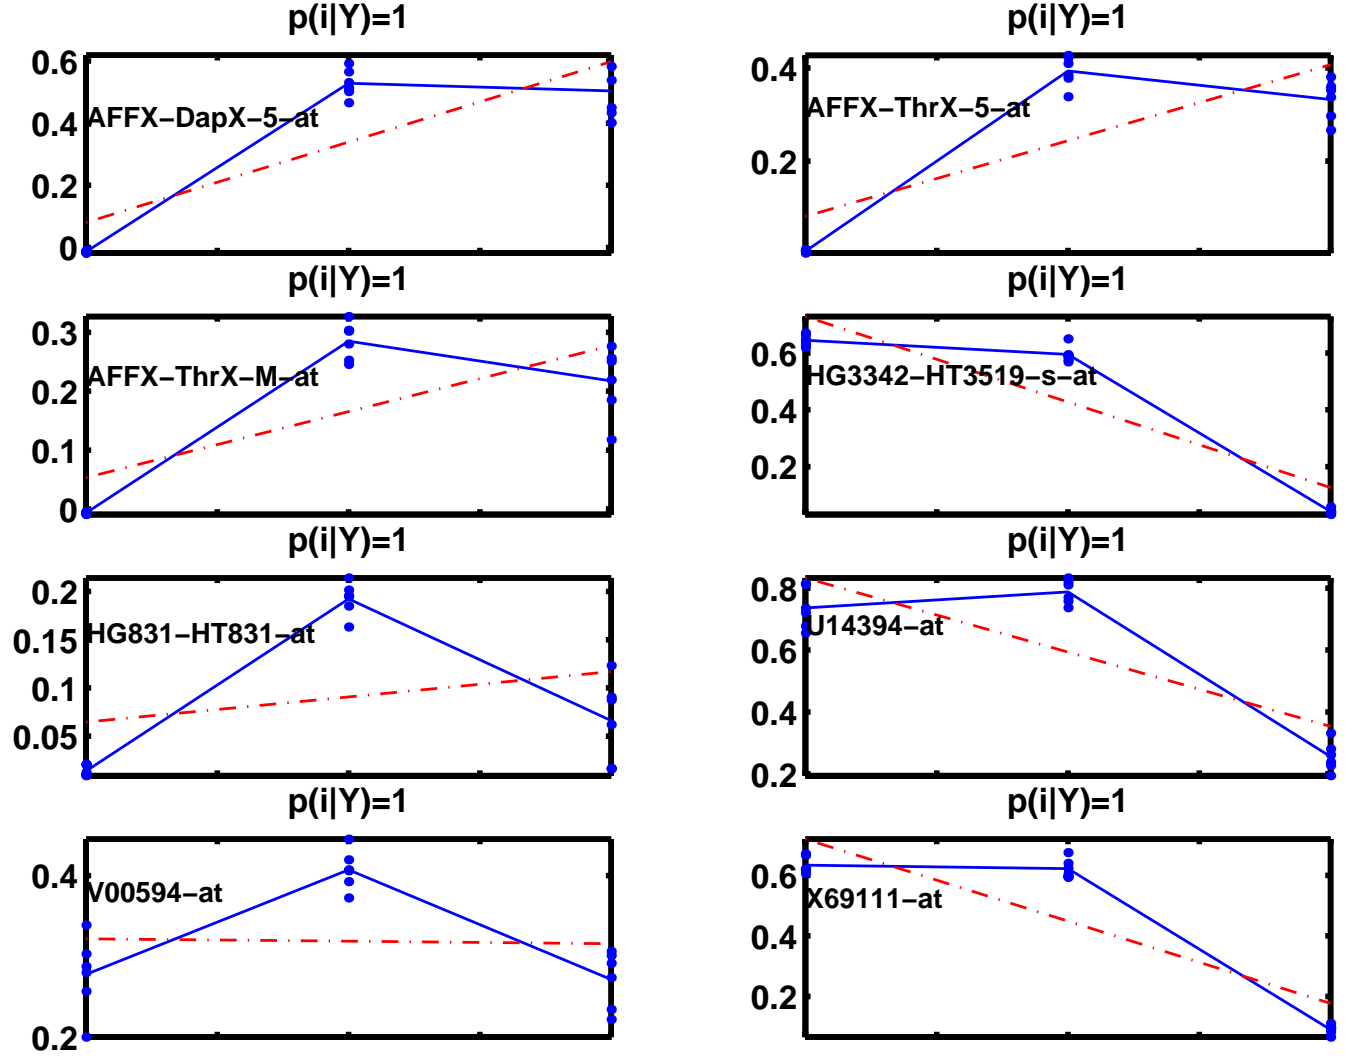 p(i|Y)=1
0.6
0.4
0.2
0
AFFX−DapX−5−at
p(i|Y)=1
0.4
0.2
AFFX−ThrX−5−at
p(i|Y)=1
0.3
0.2
0.1
0
AFFX−ThrX−M−at
p(i|Y)=1
0.6
0.4
0.2
HG3342−HT3519−s−at
p(i|Y)=1
0.2
0.15
0.1
0.05
HG831−HT831−at
p(i|Y)=1
0.8
0.6
0.4
0.2
U14394−at
p(i|Y)=1
0.4
0.2
V00594−at
p(i|Y)=1
0.6
0.4
0.2
X69111−at